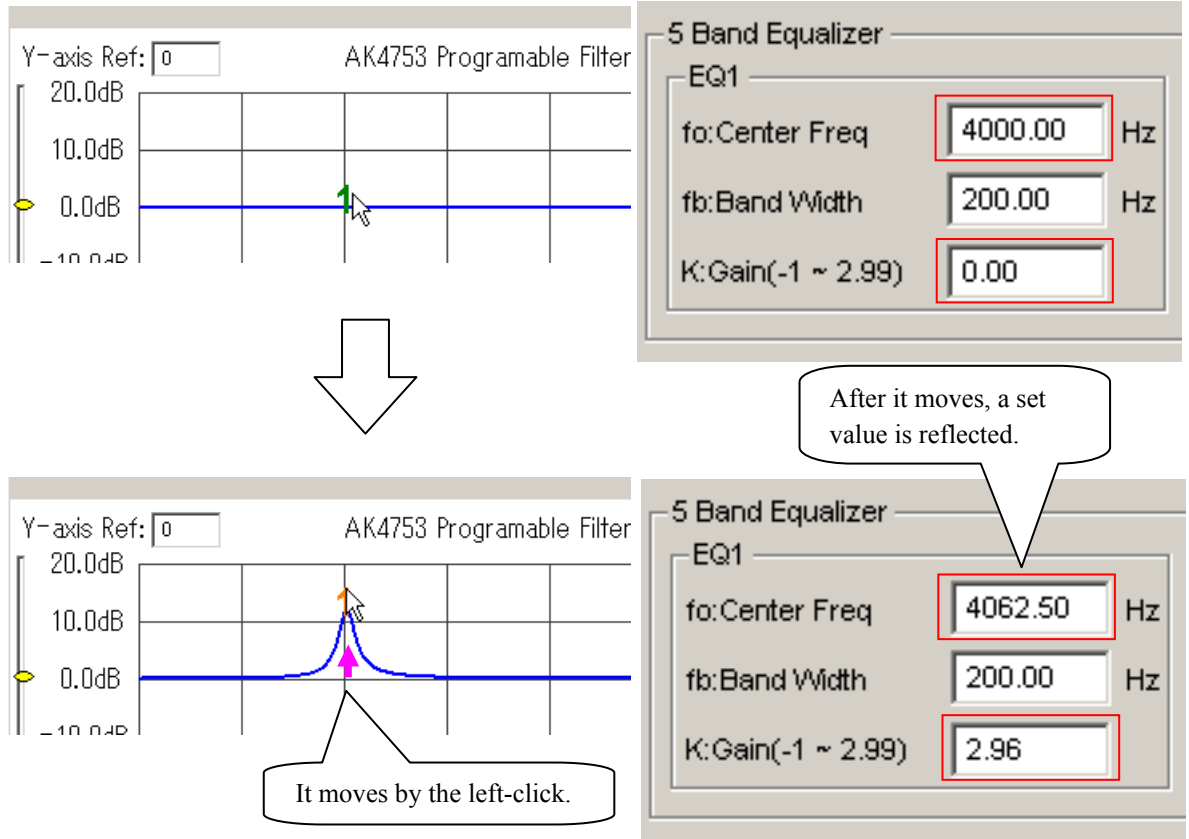 Y-axis Ref: 0 AK4753 Programable Filter
20.0dB
10.0dB
0.0dB
-10.0dB
1
5 Band Equalizer
EQ1
fo:Center Freq 4000.00 Hz
fb:Band Width 200.00 Hz
K:Gain(-1 ~ 2.99) 0.00
After it moves, a set
value is reflected.
Y-axis Ref: 0 AK4753 Programable Filter
20.0dB
10.0dB
0.0dB
-10.0dB
1
It moves by the left-click.
5 Band Equalizer
EQ1
fo:Center Freq 4062.50 Hz
fb:Band Width 200.00 Hz
K:Gain(-1 ~ 2.99) 2.96